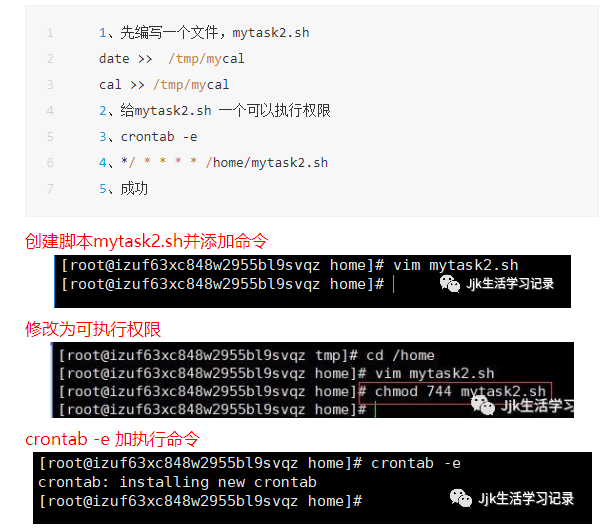 1 1、先编写一个文件，mytask2.sh
2 date >> /tmp/mycal
3 cal >> /tmp/mycal
4 2、给mytask2.sh 一个可以执行权限
5 3、crontab -e
6 4、*/ * * * * /home/mytask2.sh
7 5、成功
创建脚本mytask2.sh并添加命令
[root@izuf63xc848w2955bl9svqz home]# vim mytask2.sh
[root@izuf63xc848w2955bl9svqz home]#
Jjk生活学习记录
修改为可执行权限
[root@izuf63xc848w2955bl9svqz tmp]# cd /home
[root@izuf63xc848w2955bl9svqz home]# vim mytask2.sh
[root@izuf63xc848w2955bl9svqz home]# chmod 744 mytask2.sh
[root@izuf63xc848w2955bl9svqz home]#
Jjk生活学习
crontab -e 加执行命令
[root@izuf63xc848w2955bl9svqz home]# crontab -e
crontab: installing new crontab
[root@izuf63xc848w2955bl9svqz home]#
Jjk生活学习记录